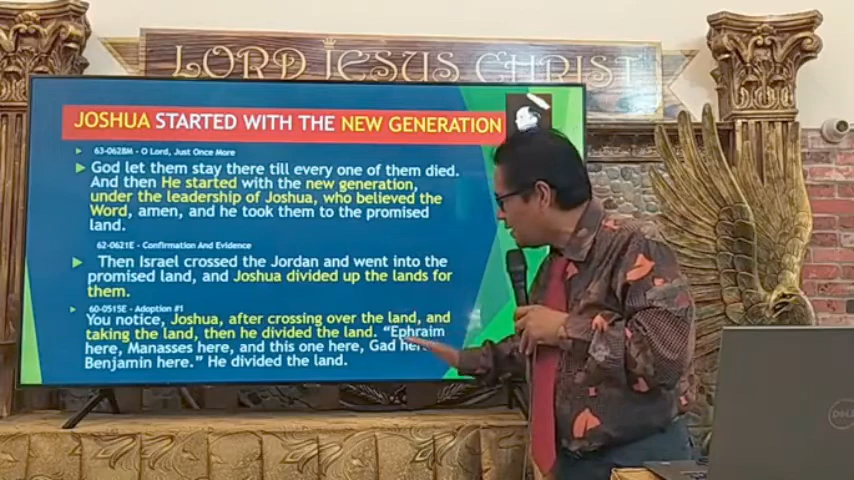 LORD JESUS CHRIST
JOSHUA STARTED WITH THE NEW GENERATION
63-0628M - O Lord, Just Once More
God let them stay there till every one of them died.
And then He started with the new generation,
under the leadership of Joshua, who believed the
Word, amen, and he took them to the promised
land.
62-0621E - Confirmation And Evidence
Then Israel crossed the Jordan and went into the
promised land, and Joshua divided up the lands for
them.
60-0515E - Adoption #1
You notice, Joshua, after crossing over the land, and
taking the land, then he divided the land. “Ephraim
here, Manasses here, and this one here, Gad
Benjamin here.” He divided the land.
DELL